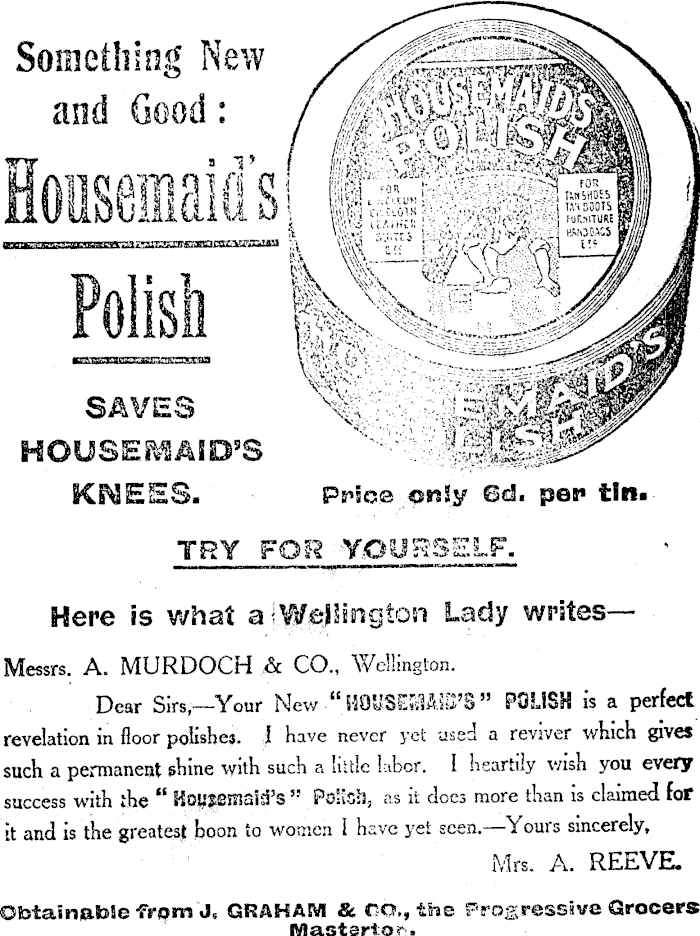 Something New
and Good:
Housemaid's
Polish
SAVES
HOUSEMAID'S
KNEES.
HOUSEMAID'S
POLISH
FOR
LEATHER
ETC
FOR
TAN SHOES
TAN BOOTS
FURNITURE
HANDBAGS
ETC
EMAID'S
LISH
Price only 6d. per tin.
TRY FOR YOURSELF.
Here is what a Wellington Lady writes—
Messrs. A. MURDOCH & CO., Wellington.
Dear Sirs,—Your New "HOUSEMAID'S" POLISH is a perfect
revelation in floor polishes. I have never yet used a reviver which gives
such a permanent shine with such a little labor. I heartily wish you every
success with the "Housemaid's" Polish, as it does more than is claimed for
it and is the greatest boon to women I have yet seen.—Yours sincerely,
Mrs. A. REEVE.
Obtainable from J. GRAHAM & CO., the Progressive Grocers
Masterton.